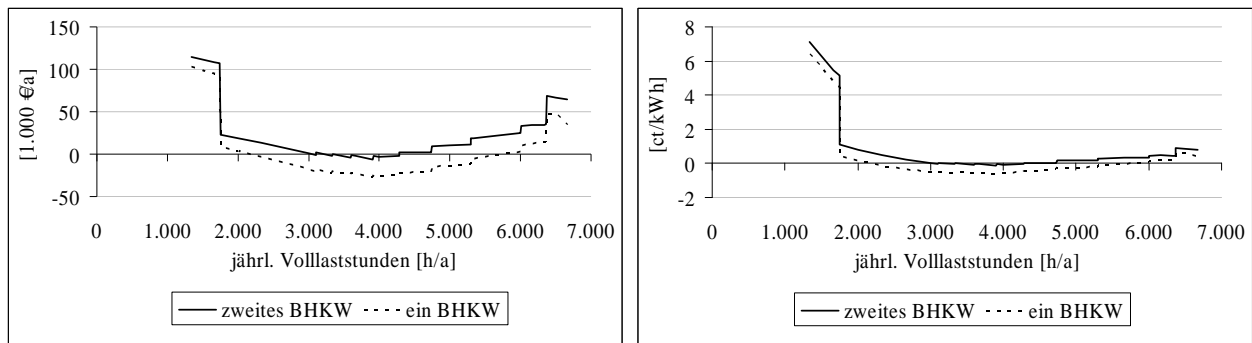 [1.000 €/a]
150
100
50
0
-50
0 1.000 2.000 3.000 4.000 5.000 6.000 7.000
jährl. Volllaststunden [h/a]
zweites BHKW ein BHKW
[ct/kWh]
8
6
4
2
0
-2
0 1.000 2.000 3.000 4.000 5.000 6.000 7.000
jährl. Volllaststunden [h/a]
zweites BHKW ein BHKW